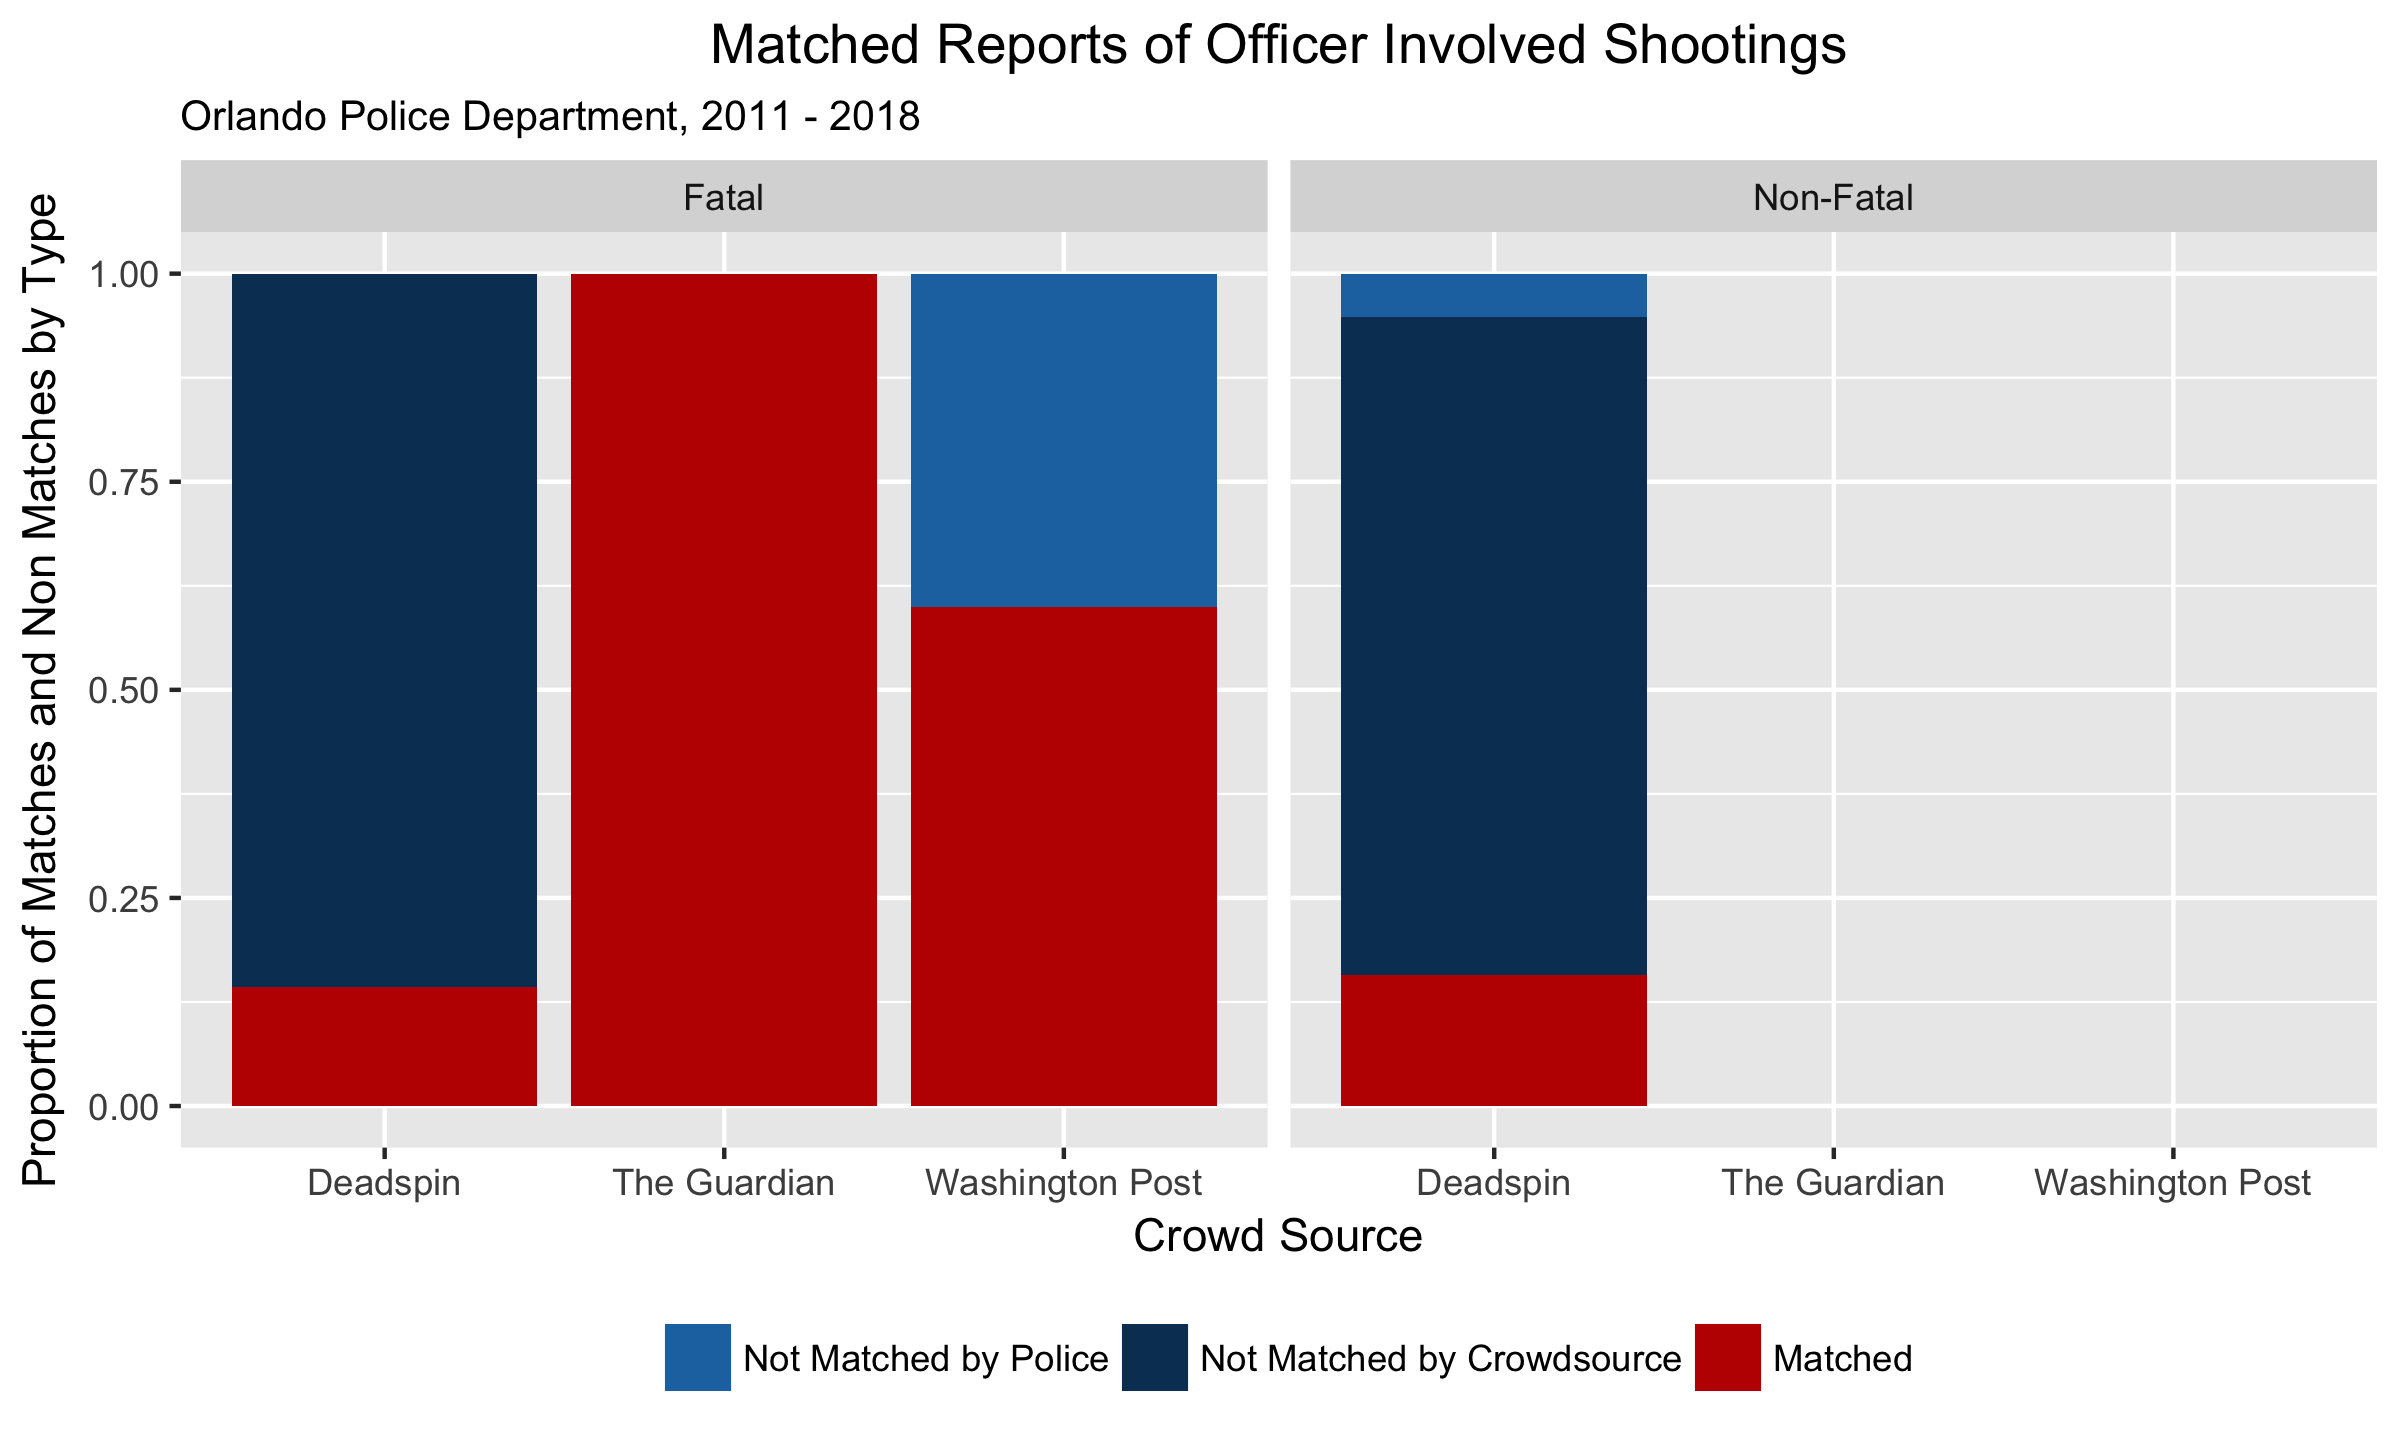 Matched Reports of Officer Involved Shootings
Orlando Police Department, 2011 - 2018
Fatal
Non-Fatal
Proportion of Matches and Non Matches by Type
1.00
0.75
0.50
0.25
0.00
Deadspin
The Guardian
Washington Post
Deadspin
The Guardian
Washington Post
Crowd Source
Not Matched by Police
Not Matched by Crowdsource
Matched